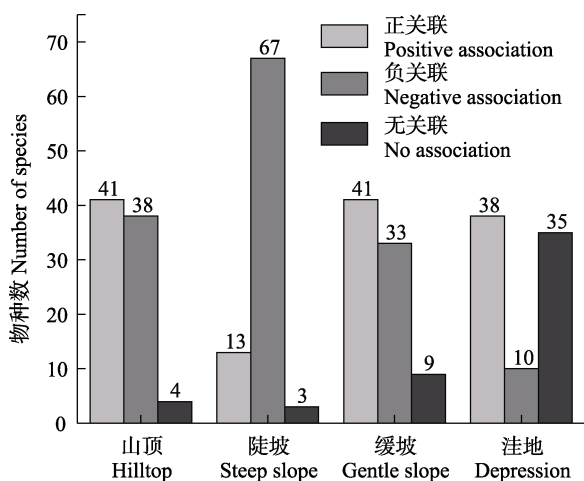 物种数 Number of species
70
60
50
40
30
20
10
0
正关联
Positive association
负关联
Negative association
无关联
No association
41
38
4
13
67
3
41
33
9
38
10
35
山顶
Hilltop
陡坡
Steep slope
缓坡
Gentle slope
洼地
Depression